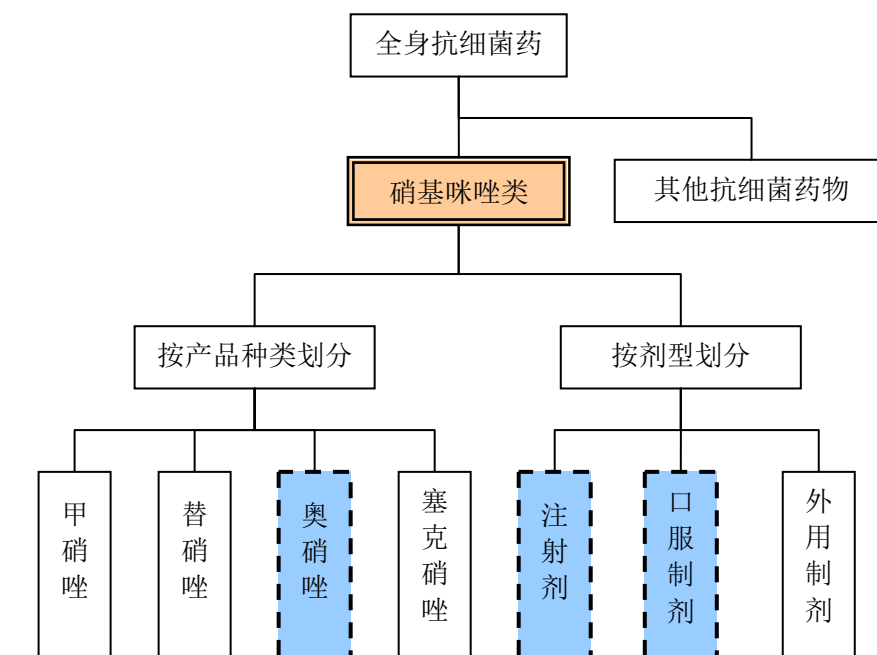 全身抗细菌药
硝基咪唑类
其他抗细菌药物
按产品种类划分
按剂型划分
甲硝唑
替硝唑
奥硝唑
塞克硝唑
注射剂
口服制剂
外用制剂